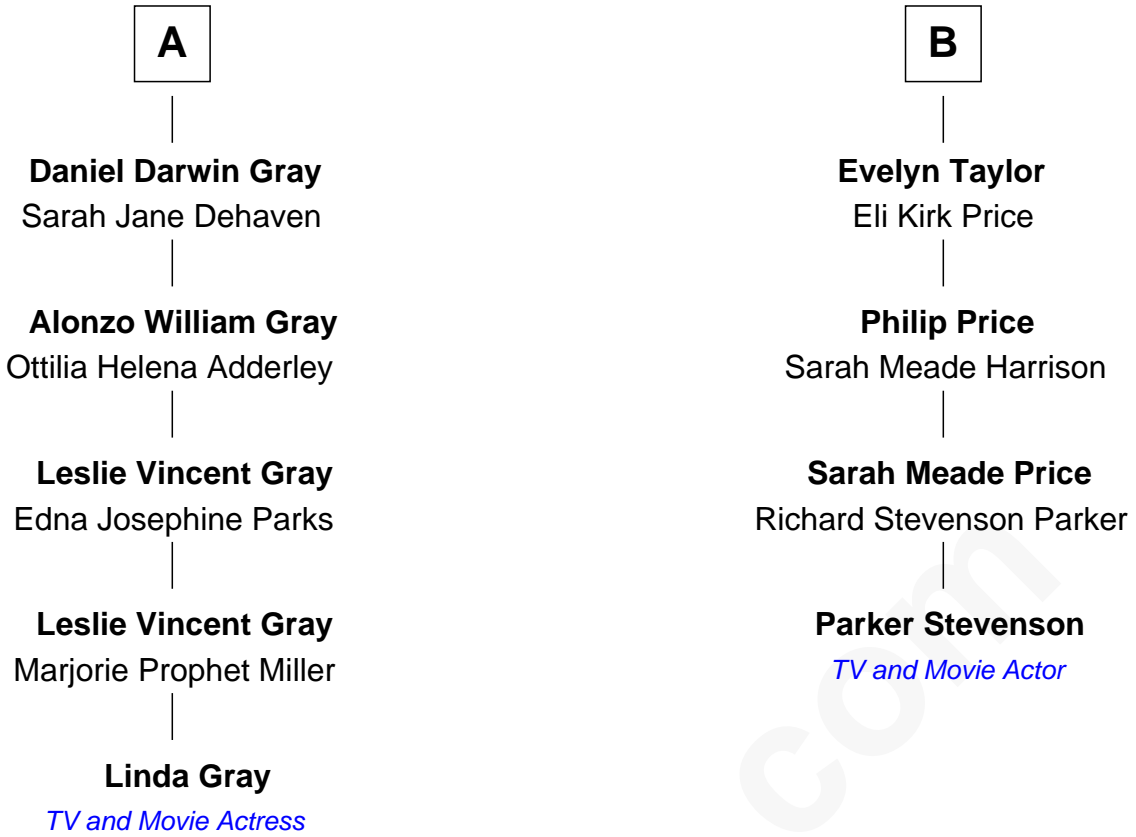 A
Daniel Darwin Gray
Sarah Jane Dehaven
Alonzo William Gray
Ottilia Helena Adderley
Leslie Vincent Gray
Edna Josephine Parks
Leslie Vincent Gray
Marjorie Prophet Miller
Linda Gray
TV and Movie Actress
B
Evelyn Taylor
Eli Kirk Price
Philip Price
Sarah Meade Harrison
Sarah Meade Price
Richard Stevenson Parker
Parker Stevenson
TV and Movie Actor
com